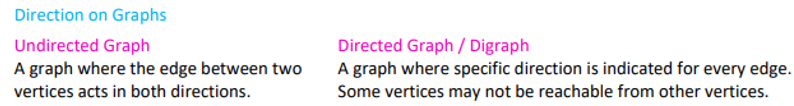 Direction on Graphs
Undirected Graph
A graph where the edge between two
vertices acts in both directions.
Directed Graph / Digraph
A graph where specific direction is indicated for every edge.
Some vertices may not be reachable from other vertices.